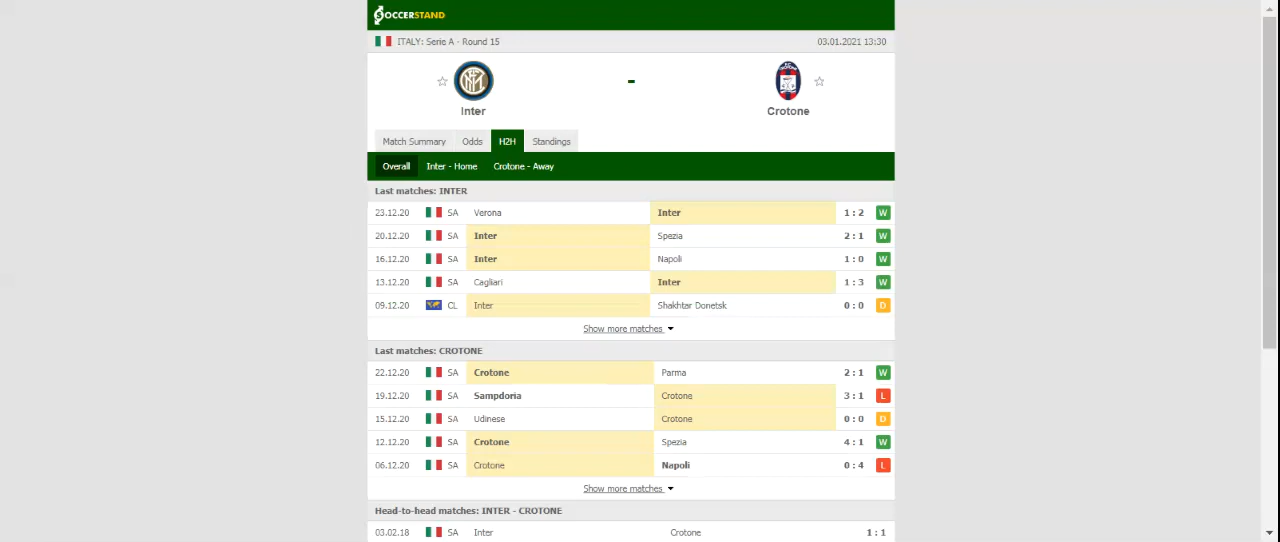 SOCCERSTAND
ITALY: Serie A - Round 15 03.01.2021 13:30
-
Inter Crotone
Match Summary Odds H2H Standings
Overall Inter - Home Crotone - Away
Last matches: INTER
23.12.20 SA Verona Inter 1 : 2 W
20.12.20 SA Inter Spezia 2 : 1 W
16.12.20 SA Inter Napoli 1 : 0 W
13.12.20 SA Cagliari Inter 1 : 3 W
09.12.20 CL Inter Shakhtar Donetsk 0 : 0 D
Show more matches
Last matches: CROTONE
22.12.20 SA Crotone Parma 2 : 1 W
19.12.20 SA Sampdoria Crotone 3 : 1 L
15.12.20 SA Udinese Crotone 0 : 0 D
12.12.20 SA Crotone Spezia 4 : 1 W
06.12.20 SA Crotone Napoli 0 : 4 L
Show more matches
Head-to-head matches: INTER - CROTONE
03.02.18 SA Inter Crotone 1 : 1